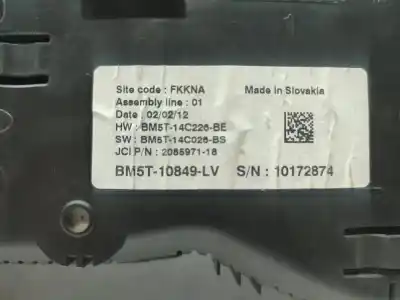 Site code : FKKNA Made in Slovakia
Assembly line : 01
Date : 02/02/12
HW : BM5T-14C226-BE
SW : BM5T-14C026-BS
JCI P/N : 2085971-18
BM5T-10849-LV S/N : 10172874